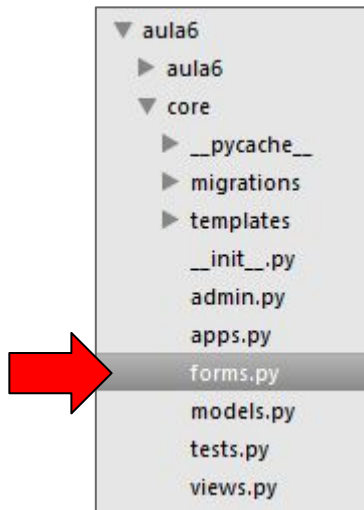 aula6
aula6
core
__pycache__
migrations
templates
__init__.py
admin.py
apps.py
forms.py
models.py
tests.py
views.py